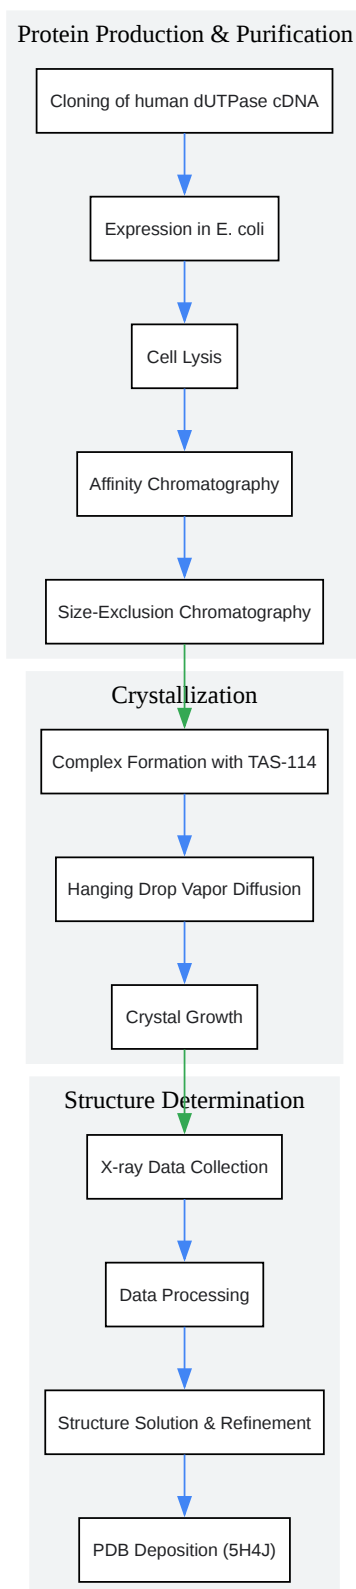 Protein Production & Purification
Cloning of human dUTPase cDNA
Expression in E. coli
Cell Lysis
Affinity Chromatography
Size-Exclusion Chromatography
Crystallization
Complex Formation with TAS-114
Hanging Drop Vapor Diffusion
Crystal Growth
Structure Determination
X-ray Data Collection
Data Processing
Structure Solution & Refinement
PDB Deposition (5H4J)